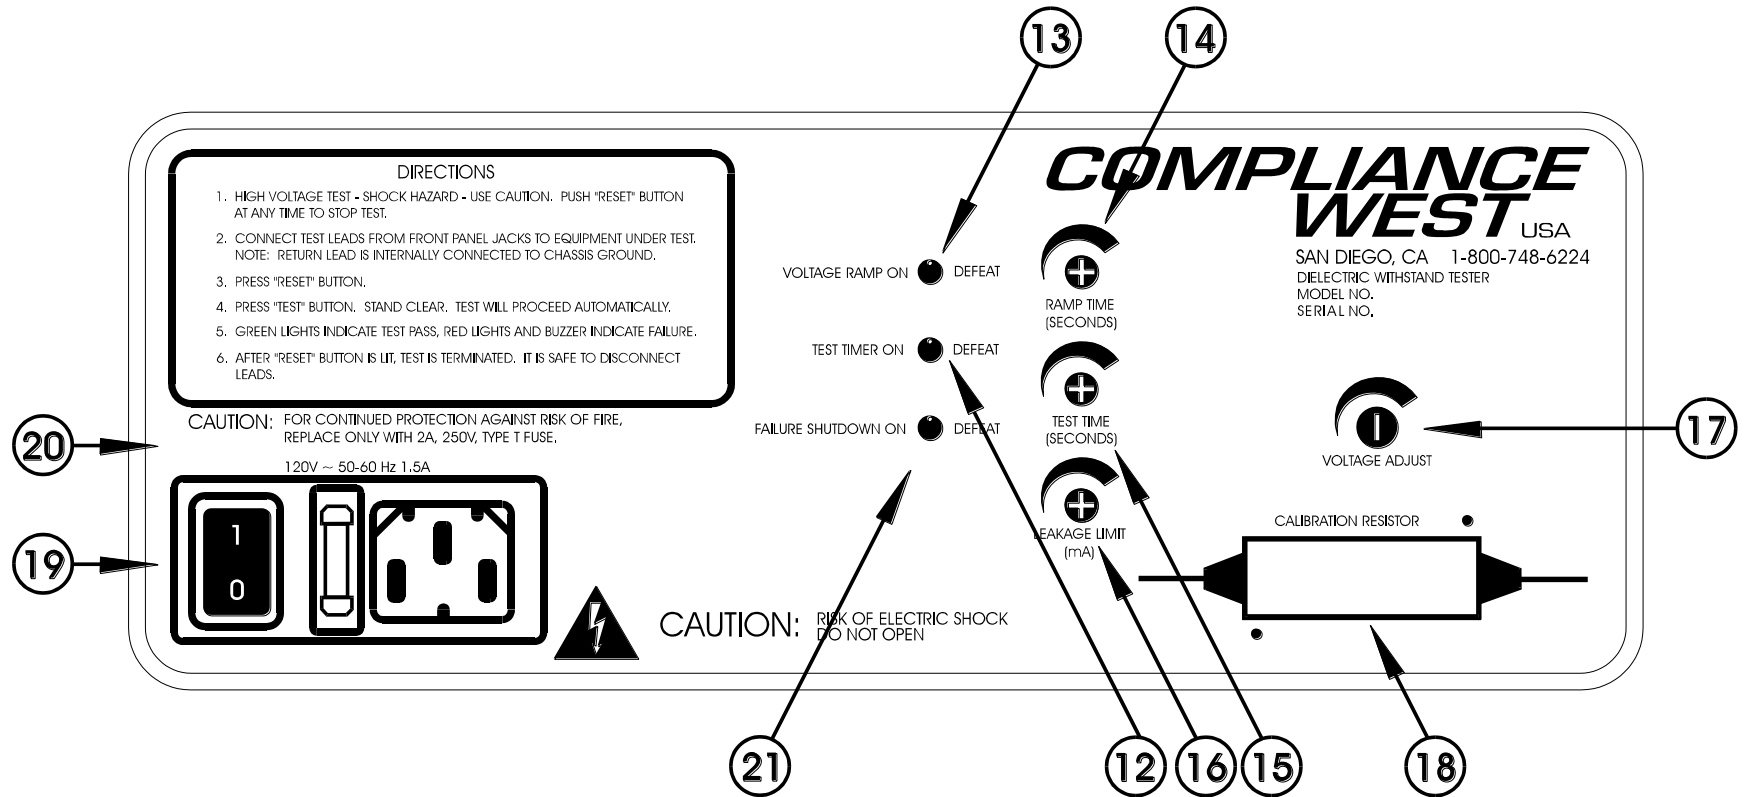 13
14
DIRECTIONS
1. HIGH VOLTAGE TEST - SHOCK HAZARD - USE CAUTION. PUSH "RESET" BUTTON
AT ANY TIME TO STOP TEST.
2. CONNECT TEST LEADS FROM FRONT PANEL JACKS TO EQUIPMENT UNDER TEST.
NOTE: RETURN LEAD IS INTERNALLY CONNECTED TO CHASSIS GROUND.
3. PRESS "RESET" BUTTON.
4. PRESS "TEST" BUTTON. STAND CLEAR. TEST WILL PROCEED AUTOMATICALLY.
5. GREEN LIGHTS INDICATE TEST PASS, RED LIGHTS AND BUZZER INDICATE FAILURE.
6. AFTER "RESET" BUTTON IS LIT, TEST IS TERMINATED. IT IS SAFE TO DISCONNECT
LEADS.
VOLTAGE RAMP ON DEFEAT
TEST TIMER ON DEFEAT
FAILURE SHUTDOWN ON DEFEAT
RAMP TIME
(SECONDS)
TEST TIME
(SECONDS)
LEAKAGE LIMIT
(mA)
COMPLIANCE
WEST USA
SAN DIEGO, CA 1-800-748-6224
DIELECTRIC WITHSTAND TESTER
MODEL NO.
SERIAL NO.
VOLTAGE ADJUST
17
CALIBRATION RESISTOR
20
CAUTION: FOR CONTINUED PROTECTION AGAINST RISK OF FIRE,
REPLACE ONLY WITH 2A, 250V, TYPE T FUSE.
120V ~ 50-60 Hz 1.5A
19
1
0
CAUTION: RISK OF ELECTRIC SHOCK
DO NOT OPEN
21
12
16
15
18